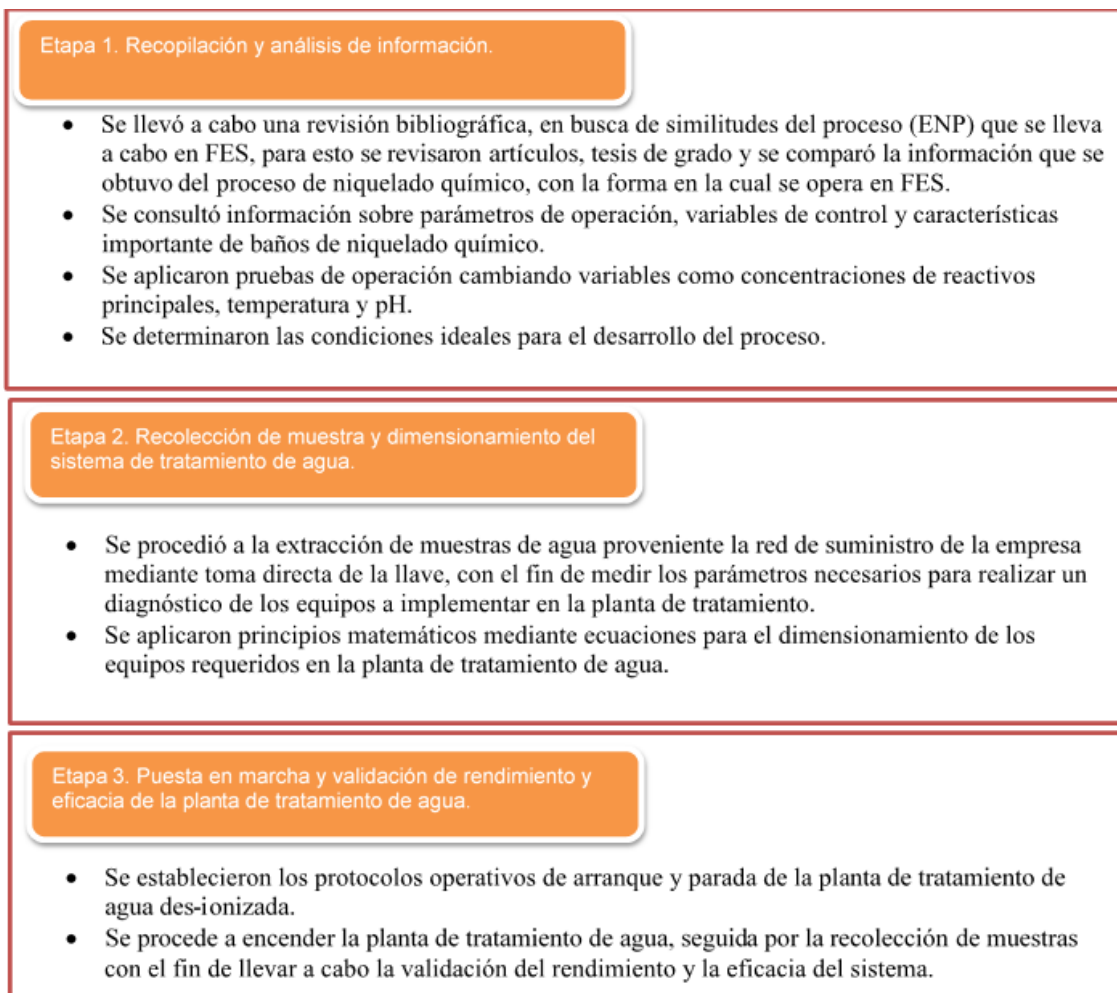 Etapa 1. Recopilación y análisis de información.
• Se llevó a cabo una revisión bibliográfica, en busca de similitudes del proceso (ENP) que se lleva
a cabo en FES, para esto se revisaron artículos, tesis de grado y se comparó la información que se
obtuvo del proceso de niquelado químico, con la forma en la cual se opera en FES.
• Se consultó información sobre parámetros de operación, variables de control y características
importante de baños de niquelado químico.
• Se aplicaron pruebas de operación cambiando variables como concentraciones de reactivos
principales, temperatura y pH.
• Se determinaron las condiciones ideales para el desarrollo del proceso.
Etapa 2. Recolección de muestra y dimensionamiento del
sistema de tratamiento de agua.
• Se procedió a la extracción de muestras de agua proveniente la red de suministro de la empresa
mediante toma directa de la llave, con el fin de medir los parámetros necesarios para realizar un
diagnóstico de los equipos a implementar en la planta de tratamiento.
• Se aplicaron principios matemáticos mediante ecuaciones para el dimensionamiento de los
equipos requeridos en la planta de tratamiento de agua.
Etapa 3. Puesta en marcha y validación de rendimiento y
eficacia de la planta de tratamiento de agua.
• Se establecieron los protocolos operativos de arranque y parada de la planta de tratamiento de
agua des-ionizada.
• Se procede a encender la planta de tratamiento de agua, seguida por la recolección de muestras
con el fin de llevar a cabo la validación del rendimiento y la eficacia del sistema.